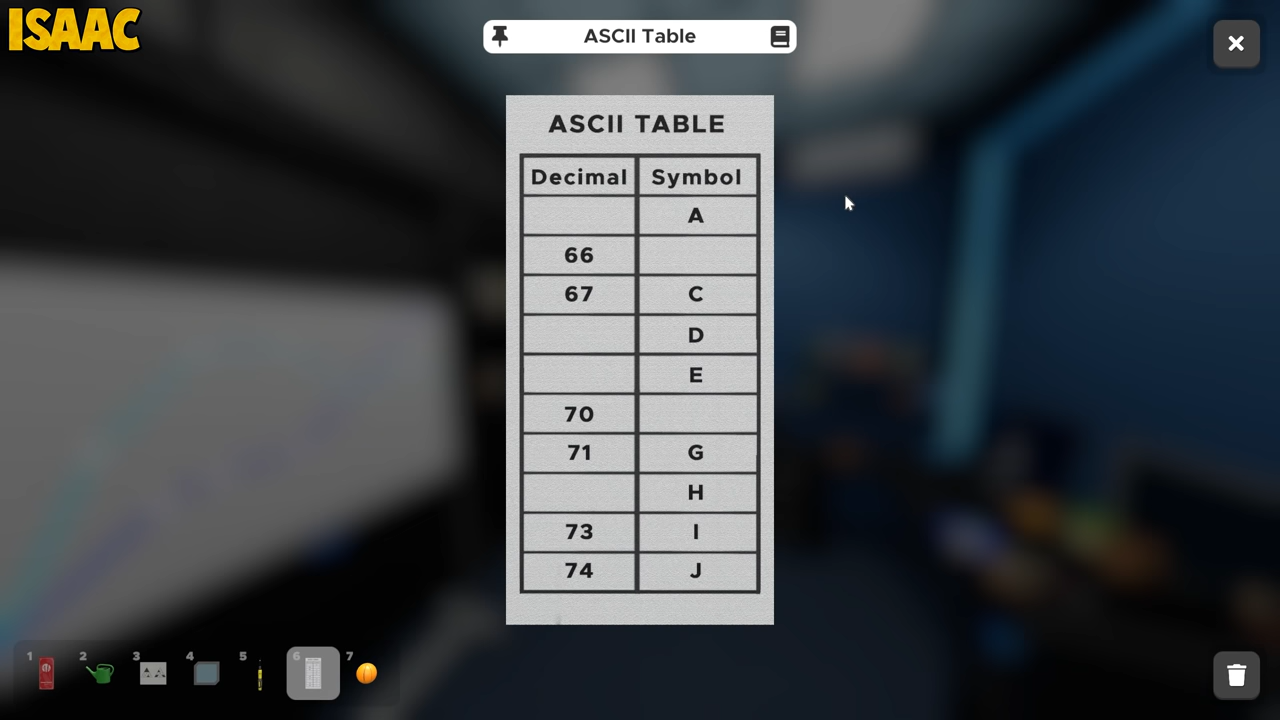 ISAAC
ASCII Table
ASCII TABLE
Decimal Symbol
A
66
67 C
D
E
70
71 G
H
73 I
74 J
1 2 3 4 5 6 7